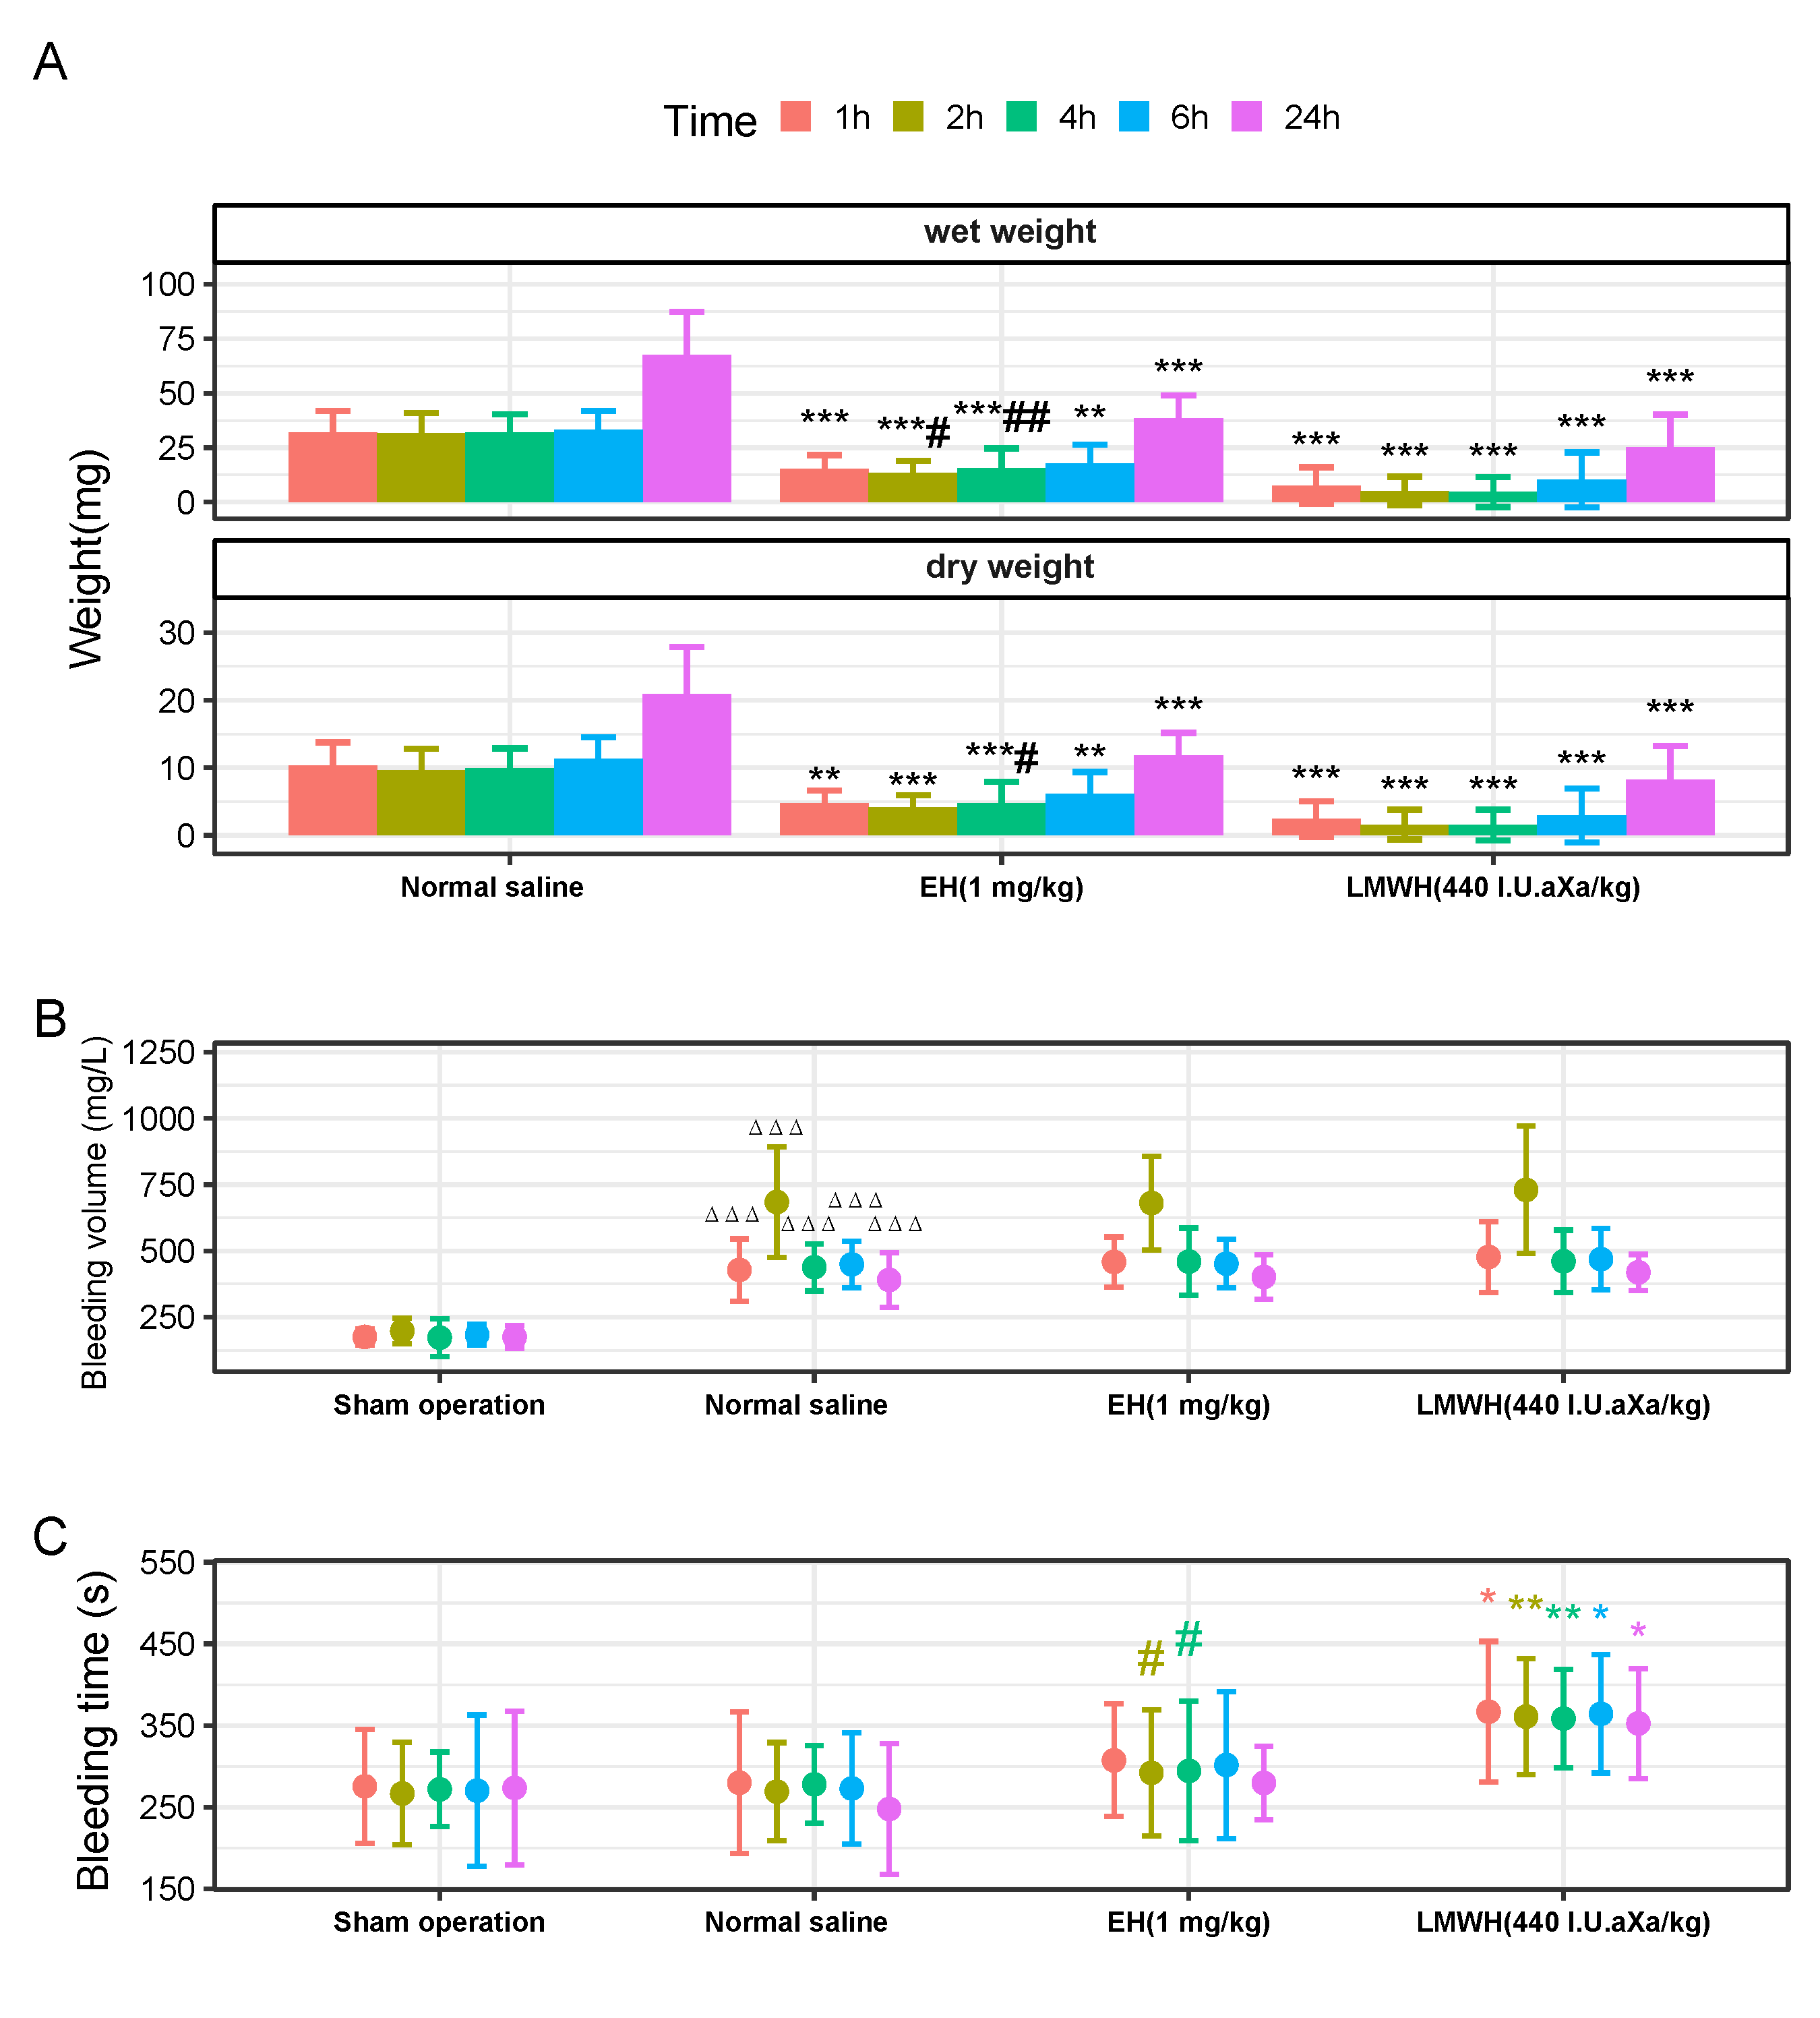 A
Time 1h 2h 4h 6h 24h
wet weight
100
75
50
25
0
*** ***# ***## ** ***
*** *** *** *** ***
Weight(mg)
dry weight
30
20
10
0
** *** ***# ** ***
*** *** *** *** ***
Normal saline EH(1 mg/kg) LMWH(440 I.U.aXa/kg)
B
Bleeding volume (mg/L)
1250
1000
750
500
250
Δ Δ Δ
Δ Δ Δ
Δ Δ Δ
Δ Δ Δ
Δ Δ Δ
Sham operation Normal saline EH(1 mg/kg) LMWH(440 I.U.aXa/kg)
C
Bleeding time (s)
550
450
350
250
150
# #
* ** ** * *
Sham operation Normal saline EH(1 mg/kg) LMWH(440 I.U.aXa/kg)